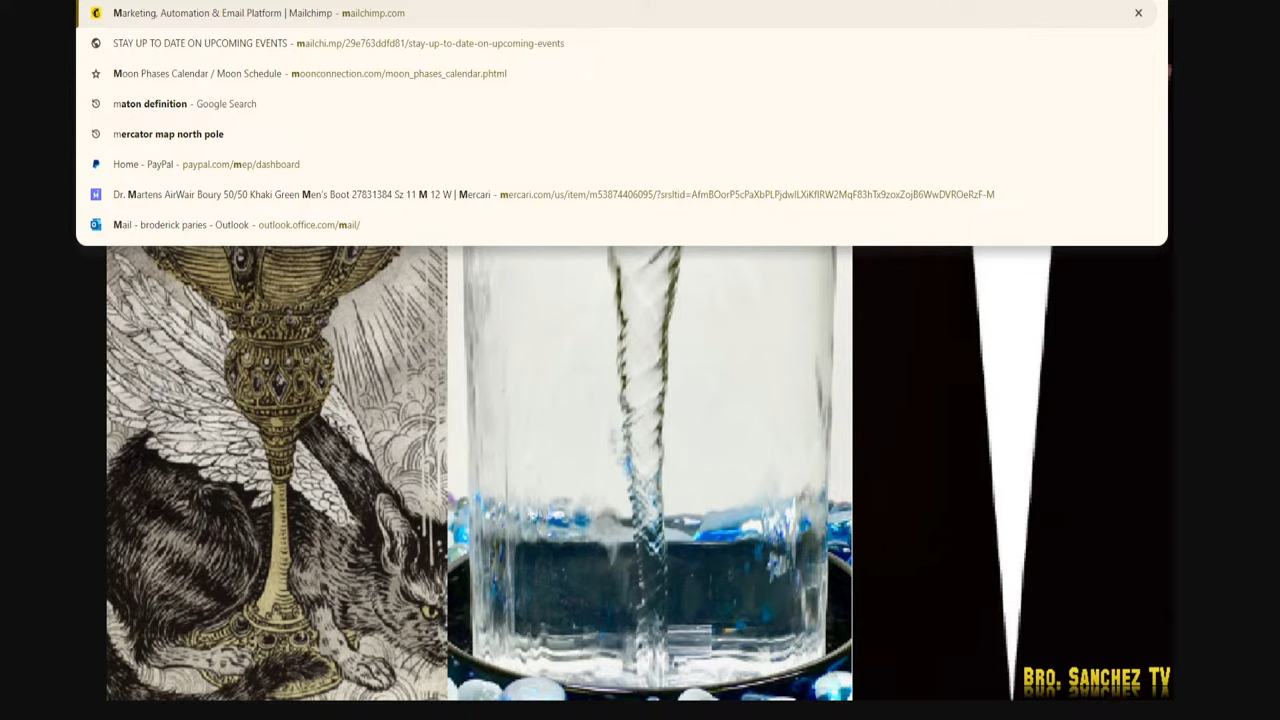 Marketing, Automation & Email Platform | Mailchimp - mailchimp.com
STAY UP TO DATE ON UPCOMING EVENTS - mailchi.mp/29e763ddfd81/stay-up-to-date-on-upcoming-events
Moon Phases Calendar / Moon Schedule - moonconnection.com/moon_phases_calendar.phtml
maton definition - Google Search
mercator map north pole
Home - PayPal - paypal.com/mep/dashboard
Dr. Martens AirWair Boury 50/50 Khaki Green Men's Boot 27831384 Sz 11 M 12 W | Mercari - mercari.com/us/item/m53874406095/?srsltid=AfmBOorP5cPaXbPLPjdwILXiKflRW2MqF83hTx9zoxZojB6WwDVROeRzF-M
Mail - broderick paries - Outlook - outlook.office.com/mail/
BRO. SANCHEZ TV